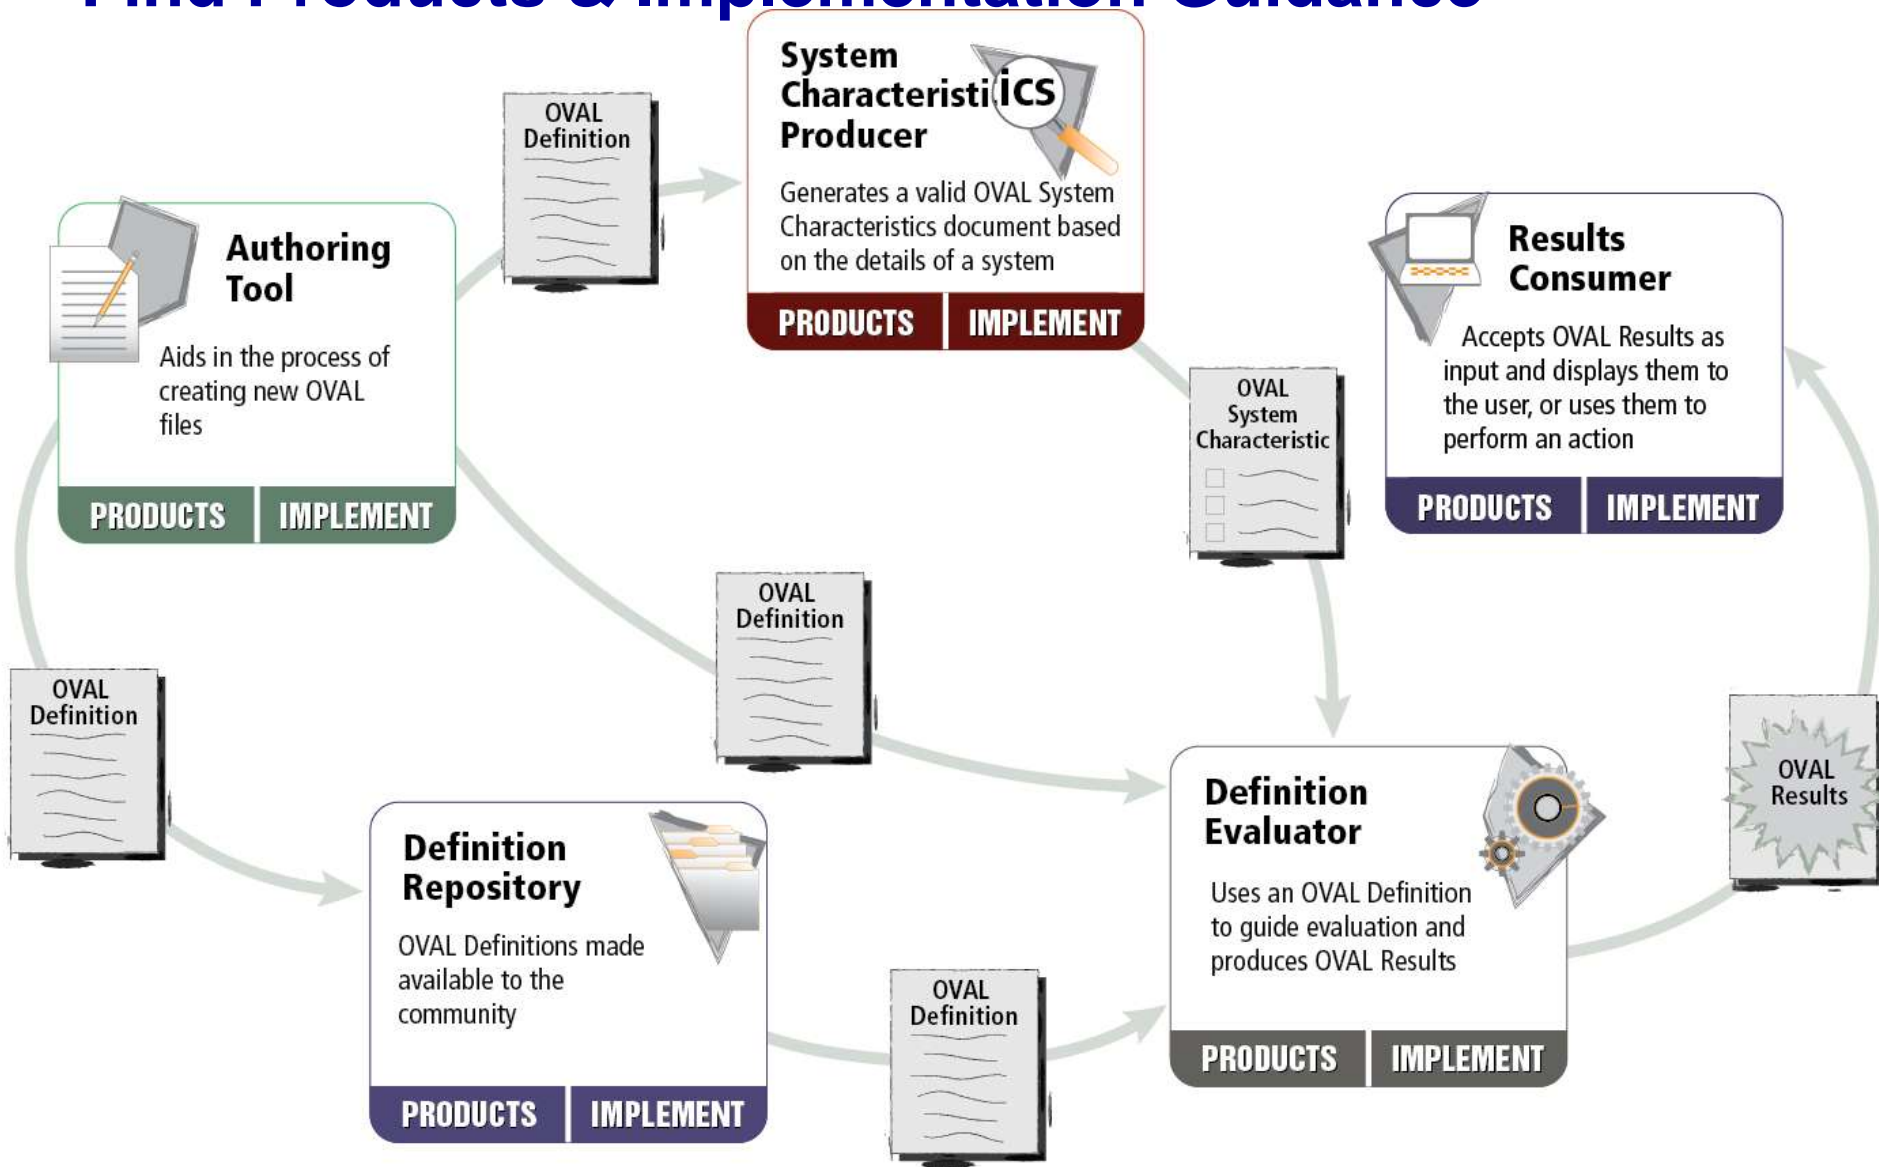 Find Products & Implementation Guidance
System
Characteristics
Producer
Generates a valid OVAL System
Characteristics document based
on the details of a system
PRODUCTS IMPLEMENT
OVAL
Definition
Authoring
Tool
Aids in the process of
creating new OVAL
files
PRODUCTS IMPLEMENT
Results
Consumer
Accepts OVAL Results as
input and displays them to
the user, or uses them to
perform an action
PRODUCTS IMPLEMENT
OVAL
System
Characteristic
OVAL
Definition
OVAL
Definition
Definition
Repository
OVAL Definitions made
available to the
community
PRODUCTS IMPLEMENT
OVAL
Definition
Definition
Evaluator
Uses an OVAL Definition
to guide evaluation and
produces OVAL Results
PRODUCTS IMPLEMENT
OVAL
Results